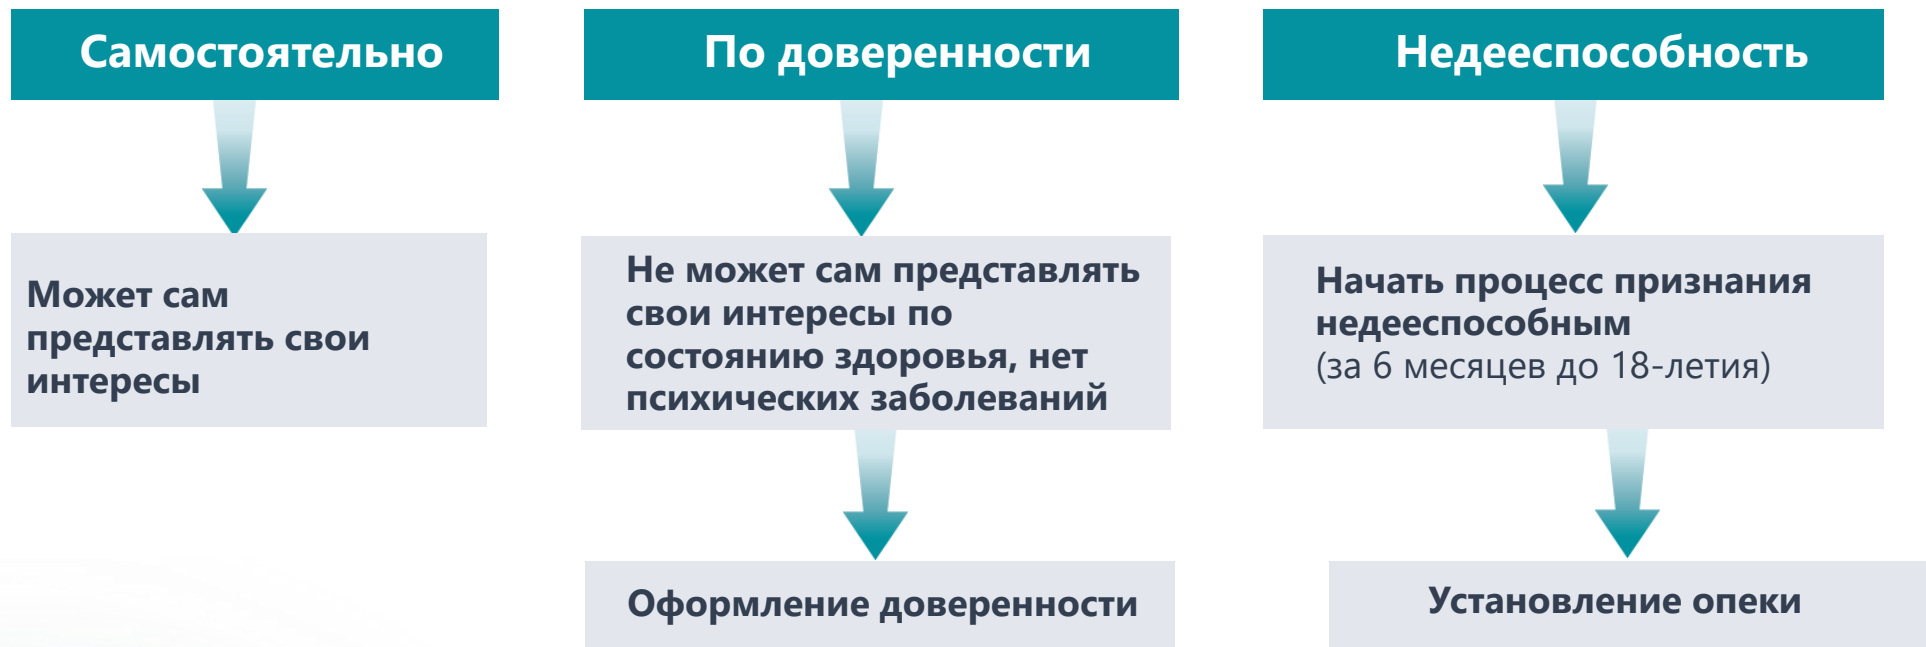 Самостоятельно
Может сам
представлять свои
интересы
По доверенности
Не может сам представлять
свои интересы по
состоянию здоровья, нет
психических заболеваний
Оформление доверенности
Недееспособность
Начать процесс признания
недееспособным
(за 6 месяцев до 18-летия)
Установление опеки